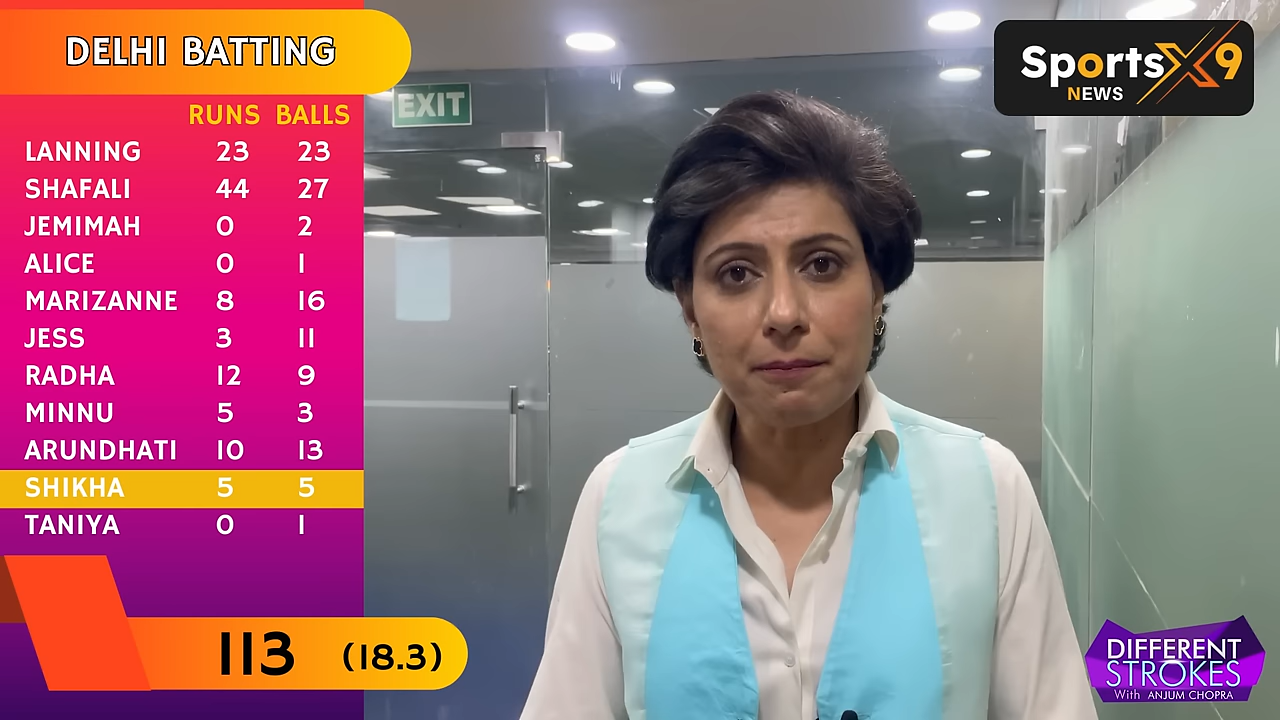 DELHI BATTING
RUNS BALLS
LANNING 23 23
SHAFALI 44 27
JEMIMAH 0 2
ALICE 0 1
MARIZANNE 8 16
JESS 3 11
RADHA 12 9
MINNU 5 3
ARUNDHATI 10 13
SHIKHA 5 5
TANIYA 0 1
113 (18.3)
EXIT
SportsX9
NEWS
DIFFERENT
STROKES
With ANJUM CHOPRA